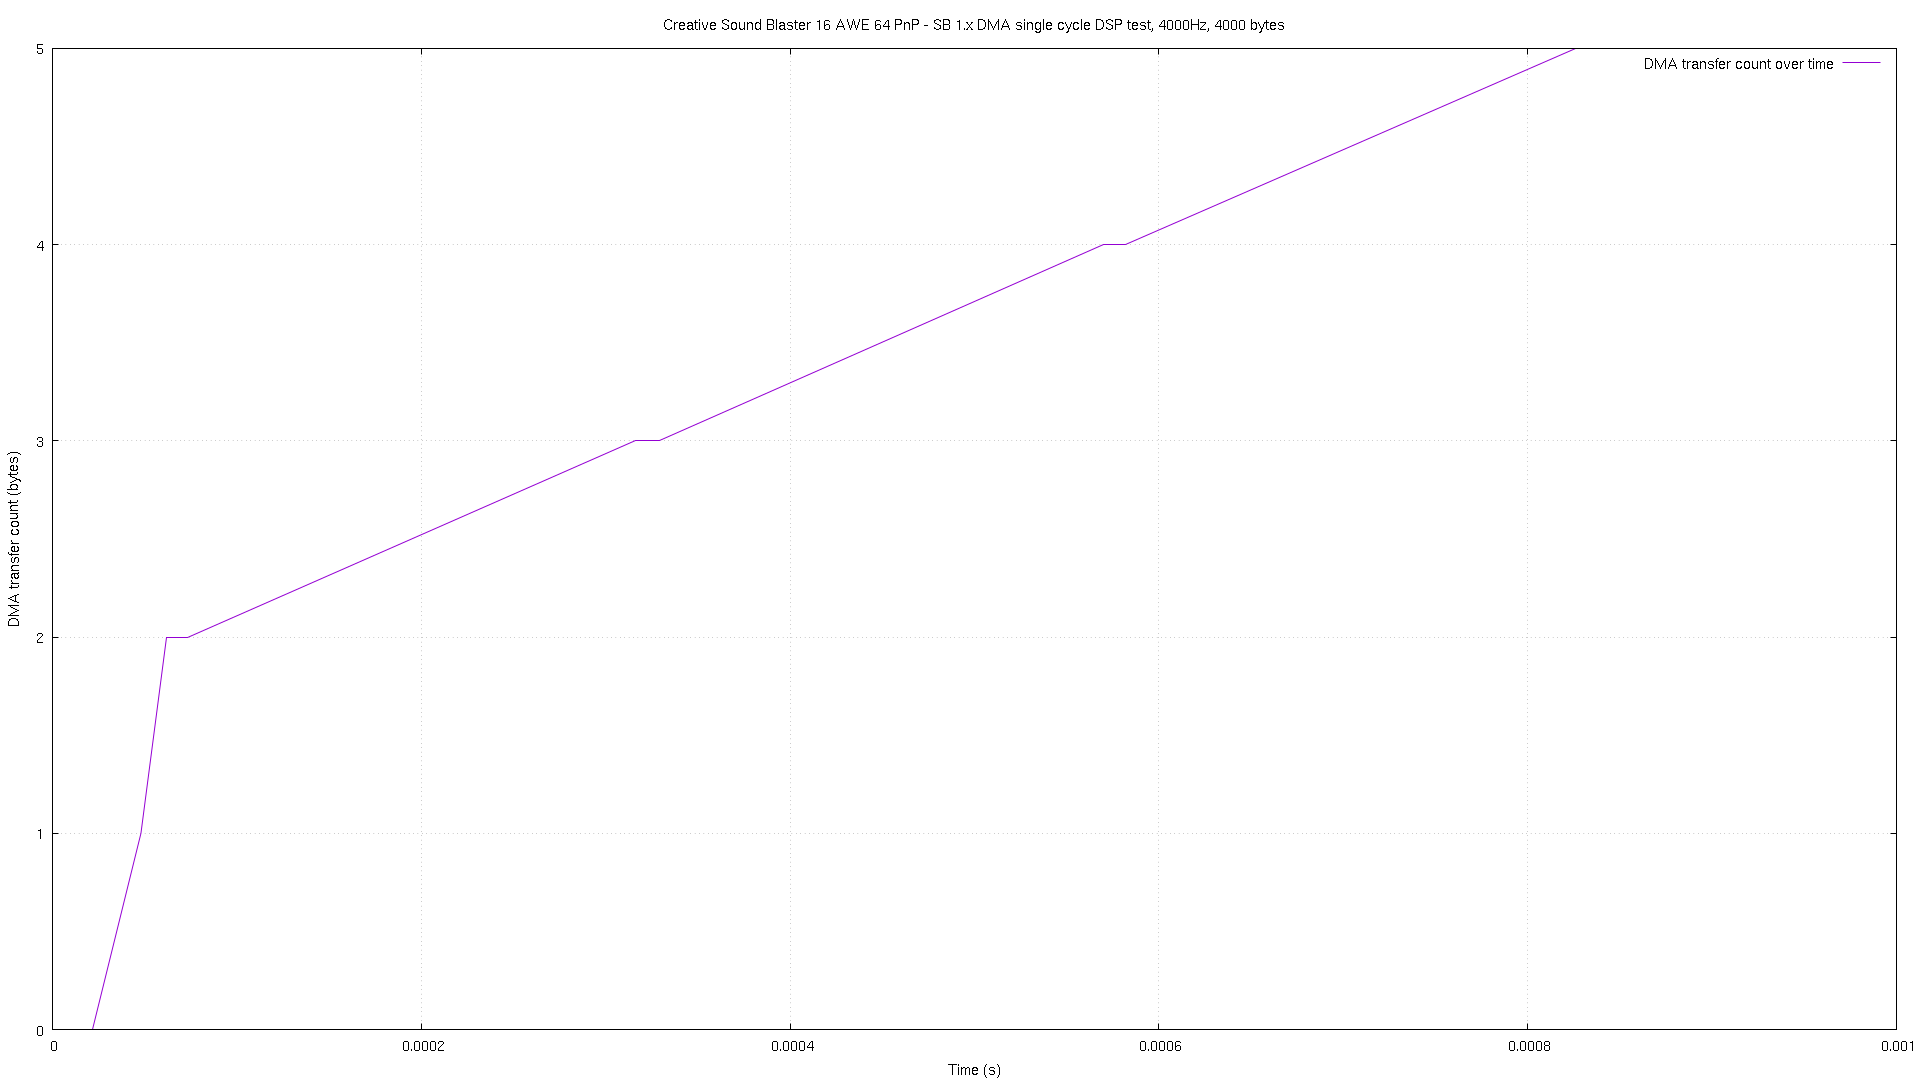 Creative Sound Blaster 16 AWE 64 PnP - SB 1.x DMA single cycle DSP test, 4000Hz, 4000 bytes
DMA transfer count over time
DMA transfer count (bytes)
5
4
3
2
1
0
0 0.0002 0.0004 0.0006 0.0008 0.001
Time (s)